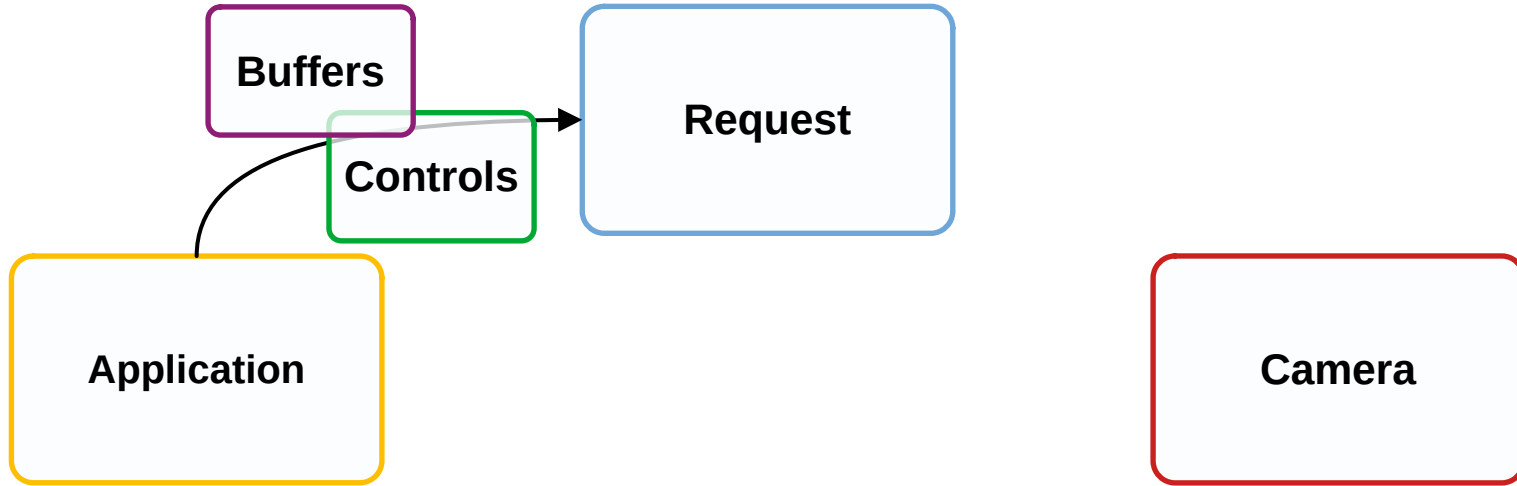 Buffers
Request
Controls
Application
Camera